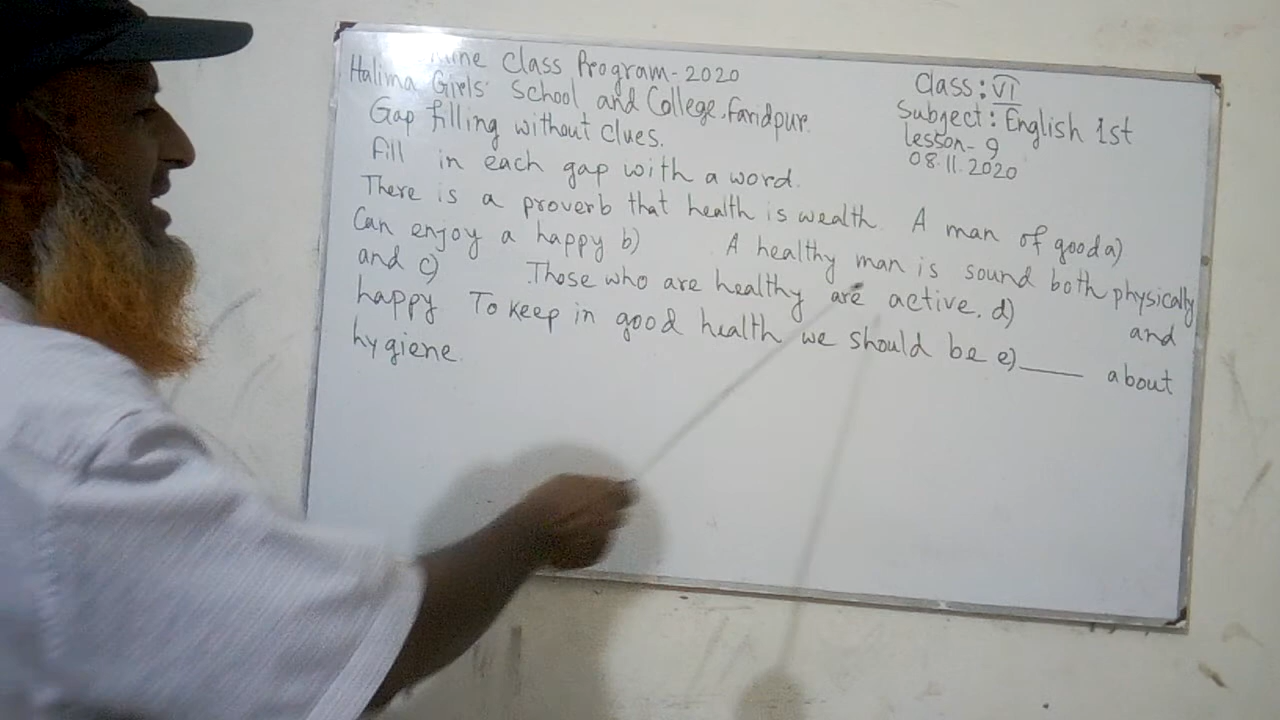 Class Program-2020
Halima Girls' School and College, Faridpur.
Gap filling without clues.
Fill in each gap with a word.
Class: VI
Subject: English 1st
Lesson-9
08.11.2020
There is a proverb that health is wealth. A man of good a)
Can enjoy a happy b) A healthy man is sound both physically
and c) .Those who are healthy are active. d) and
happy To keep in good health we should be e)____ about
hygiene.